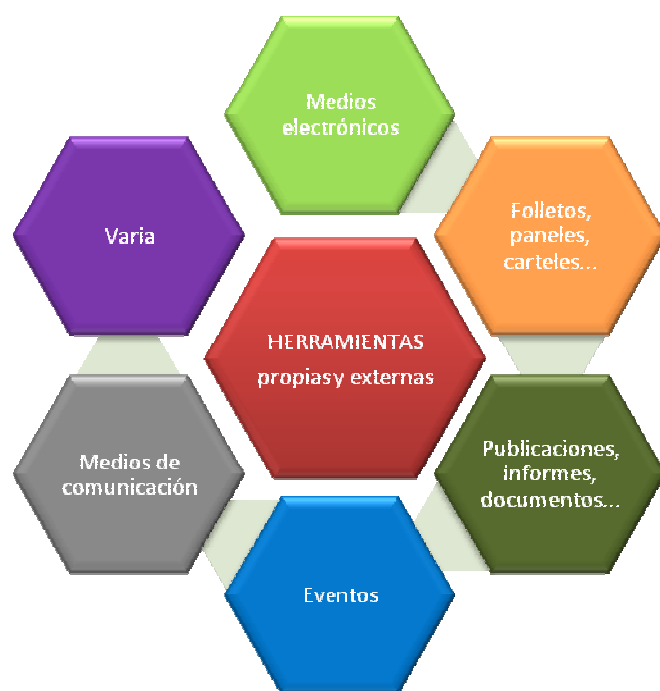 Medios
electrónicos
Folletos,
paneles,
carteles...
Varia
HERRAMIENTAS
propiasy externas
Publicaciones,
informes,
documentos...
Medios de
comunicación
Eventos